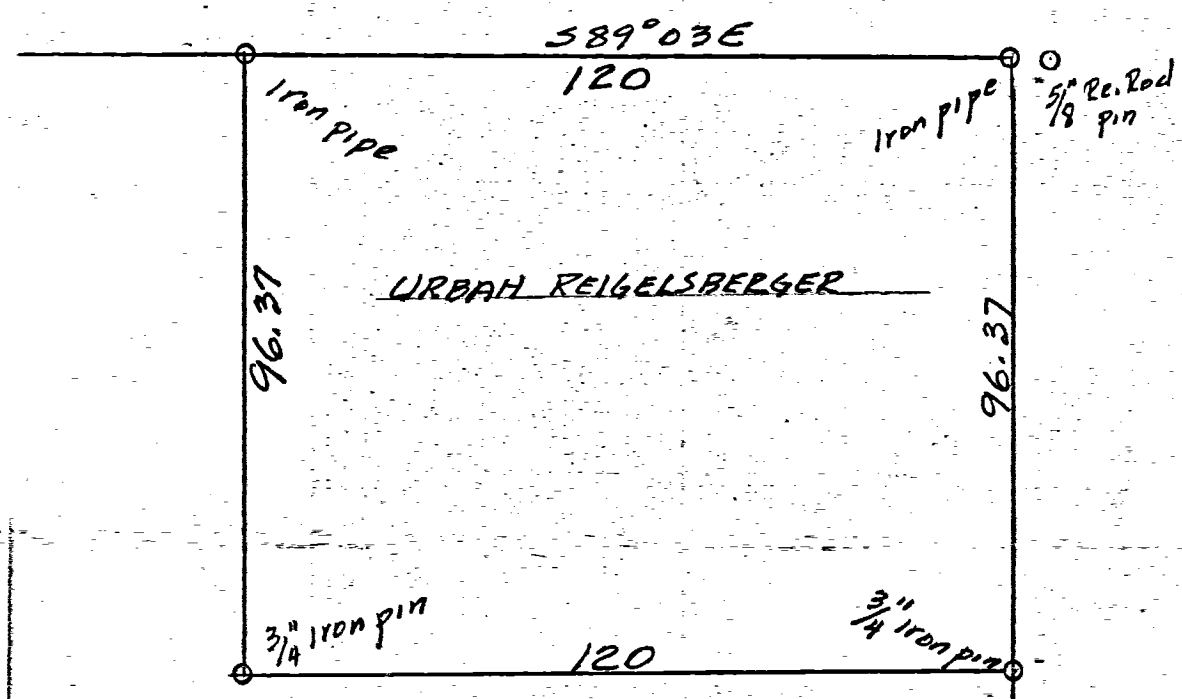 S89°03E
120
Iron pipe
Iron pipe
5/8" Re. Rod
pin
URBAN REIGELSBERGER
96.37
96.37
3/4" Iron pin
3/4" Iron pin
120